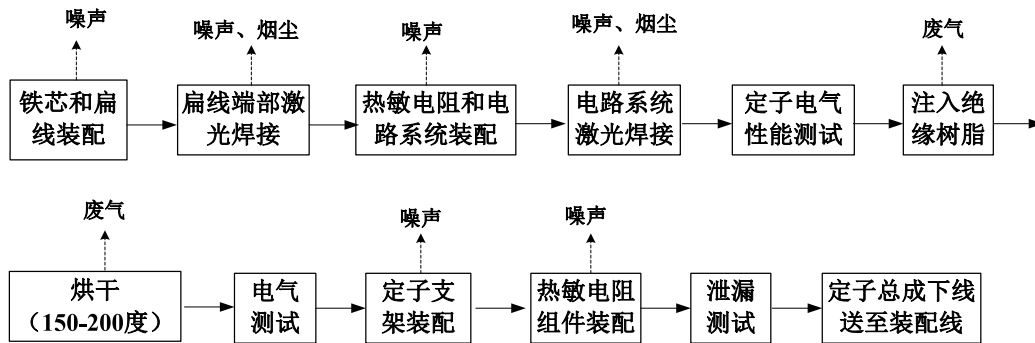 噪声
噪声、烟尘
噪声
噪声、烟尘
废气
铁芯和扁
线装配
扁线端部激
光焊接
热敏电阻和电
路系统装配
电路系统
激光焊接
定子电气
性能测试
注入绝
缘树脂
废气
噪声
噪声
烘干
（150-200度）
电气
测试
定子支
架装配
热敏电阻
组件装配
泄漏
测试
定子总成下线
送至装配线